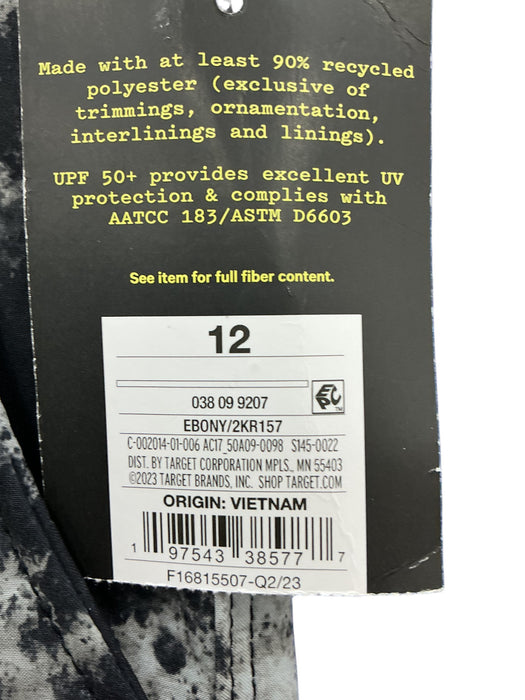 Made with at least 90% recycled
polyester (exclusive of
trimmings, ornamentation,
interlinings and linings).
UPF 50+ provides excellent UV
protection & complies with
AATCC 183/ASTM D6603
See item for full fiber content.
12
038 09 9207
EPC™
EBONY/2KR157
C-002014-01-006 AC17_50A09-0098 S145-0022
DIST. BY TARGET CORPORATION MPLS., MN 55403
©2023 TARGET BRANDS, INC. SHOP TARGET.COM
ORIGIN: VIETNAM
1 97543 38577 7
F16815507-Q2/23